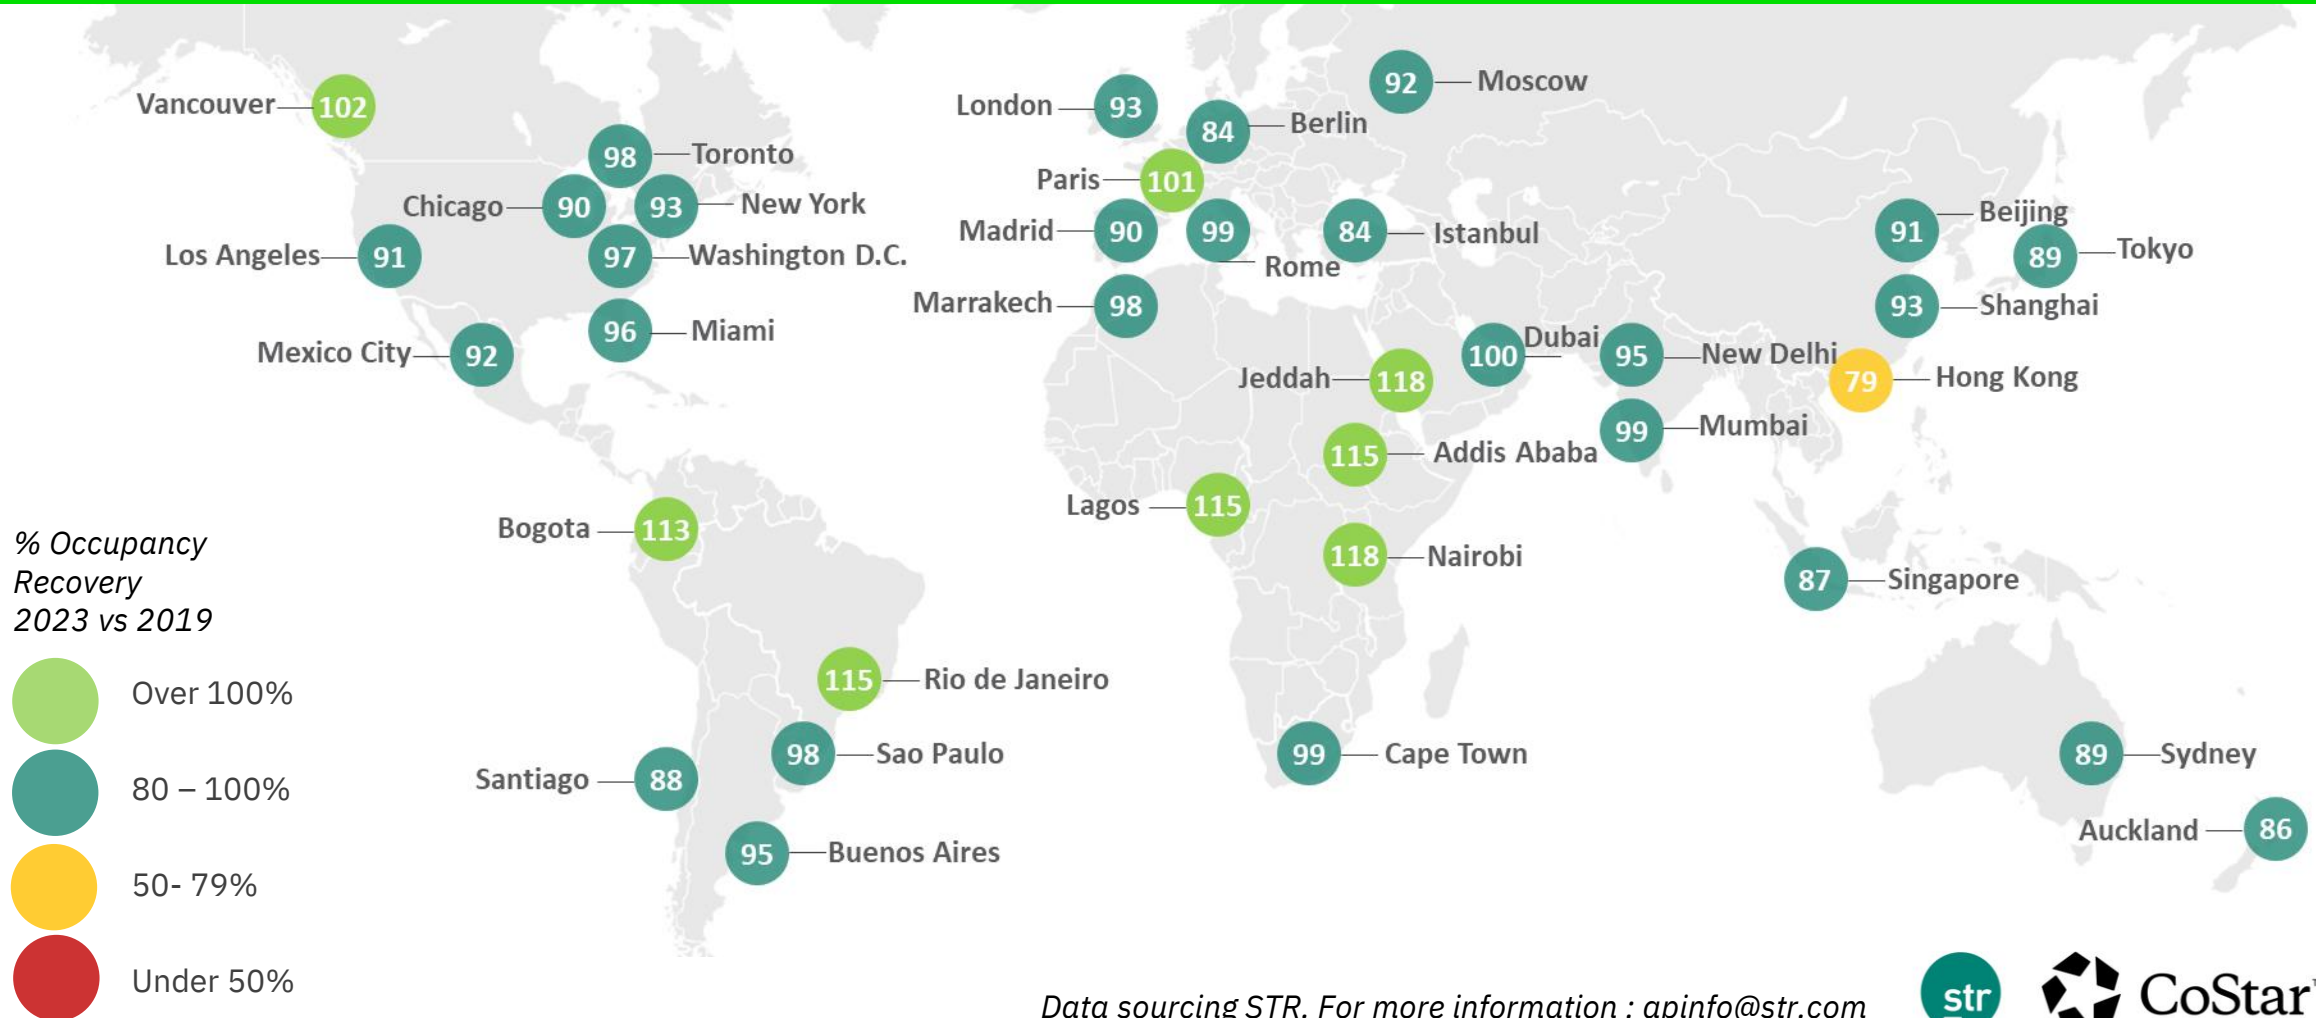 Vancouver 102
98 Toronto
Chicago 90
93 New York
Los Angeles 91
97 Washington D.C.
Mexico City 92
96 Miami
London 93
92 Moscow
84 Berlin
Paris 101
Madrid 90
99 Rome
84 Istanbul
Marrakech 98
91 Beijing
89 Tokyo
93 Shanghai
100 Dubai
95 New Delhi
79 Hong Kong
Jeddah 118
99 Mumbai
115 Addis Ababa
Lagos 115
118 Nairobi
87 Singapore
Bogota 113
115 Rio de Janeiro
98 Sao Paulo
Santiago 88
95 Buenos Aires
99 Cape Town
89 Sydney
Auckland 86
% Occupancy
Recovery
2023 vs 2019
Over 100%
80 – 100%
50- 79%
Under 50%
Data sourcing STR. For more information : apinfo@str.com
str
CoStar™